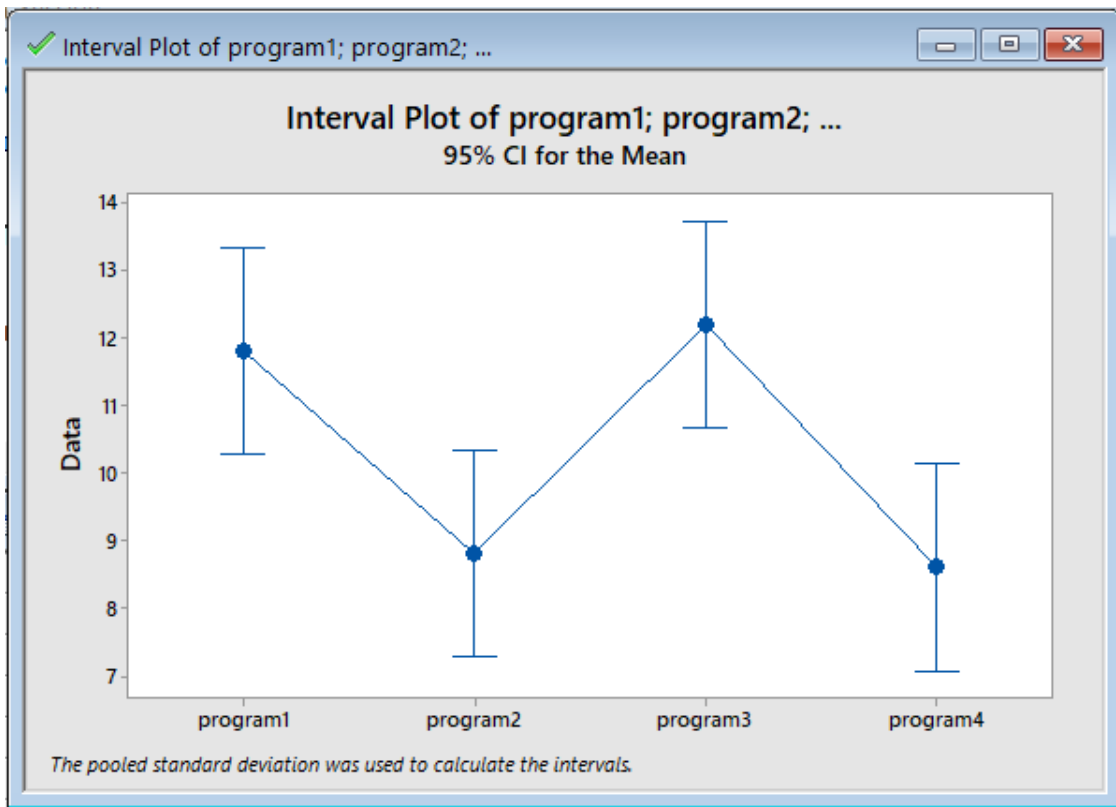 Interval Plot of program1; program2; ...
Interval Plot of program1; program2; ...
95% CI for the Mean
14
13
12
11
10
9
8
7
Data
program1 program2 program3 program4
The pooled standard deviation was used to calculate the intervals.